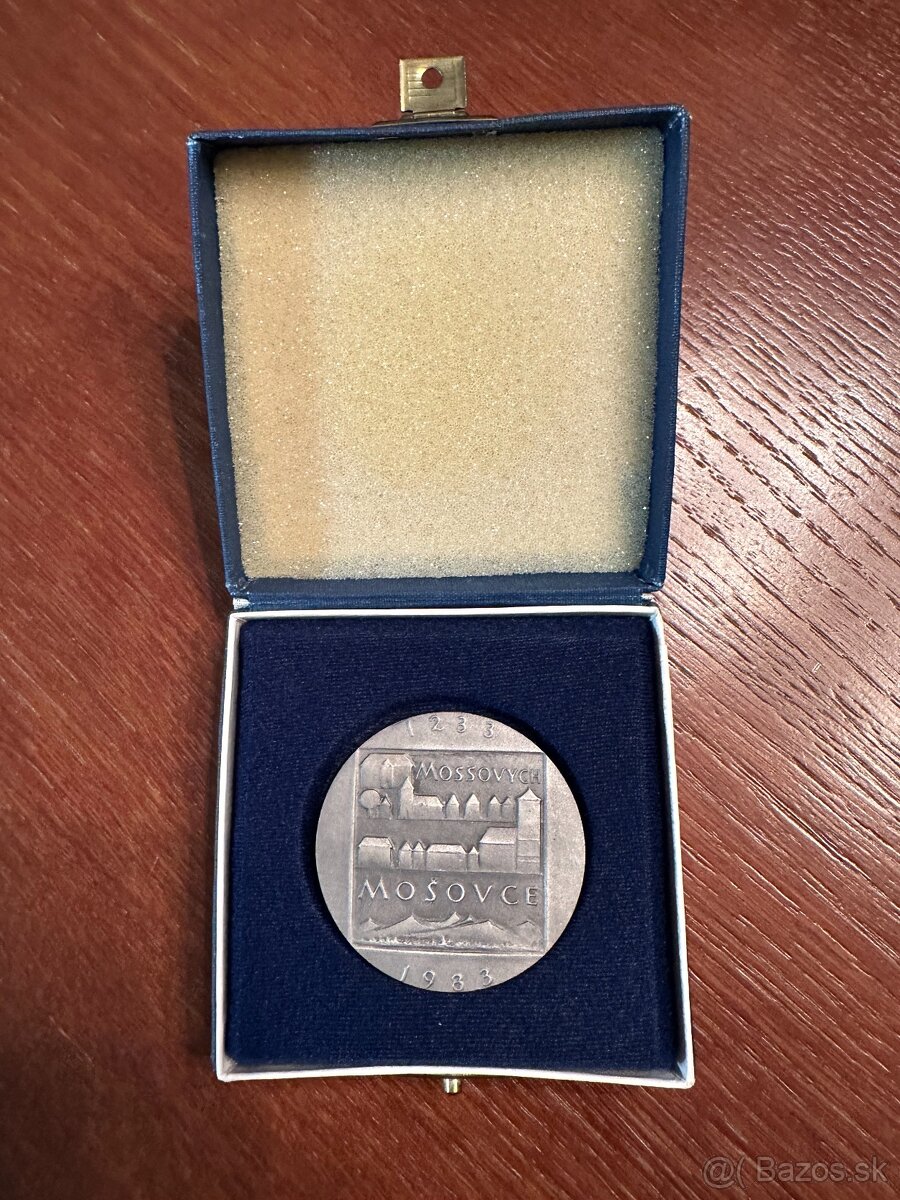 1233
MOSSOVYCH
MOŠOVCE
1983
@( Bazos.sk